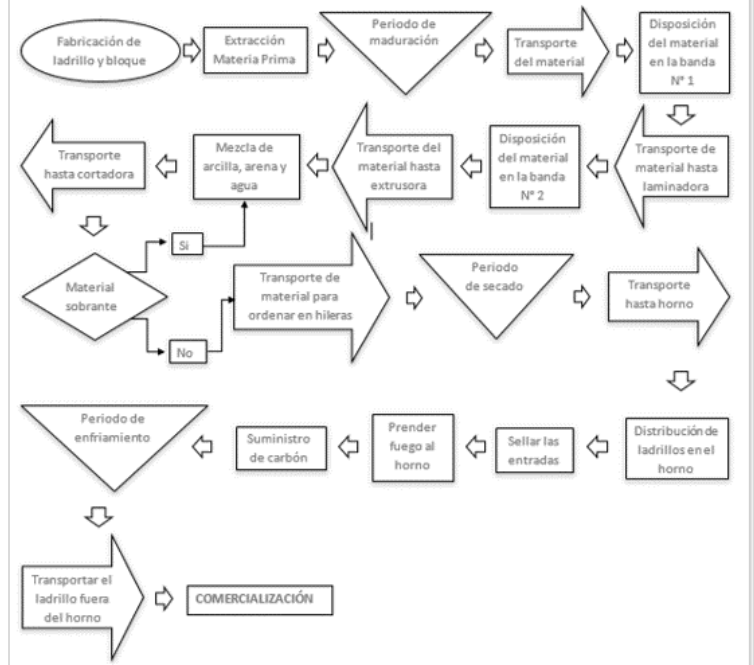 Fabricación de
ladrillo y bloque
Extracción
Materia Prima
Periodo de
maduración
Transporte
del material
Disposición
del material
en la banda
N° 1
Transporte de
material hasta
laminadora
Disposición
del material
en la banda
N° 2
Transporte del
material hasta
extrusora
Mezcla de
arcilla, arena y
agua
Transporte
hasta cortadora
Material
sobrante
Si
No
Transporte de
material para
ordenar en hileras
Periodo
de secado
Transporte
hasta horno
Distribución de
ladrillos en el
horno
Sellar las
entradas
Prender
fuego al
horno
Suministro
de carbón
Periodo de
enfriamiento
Transportar el
ladrillo fuera
del horno
COMERCIALIZACIÓN